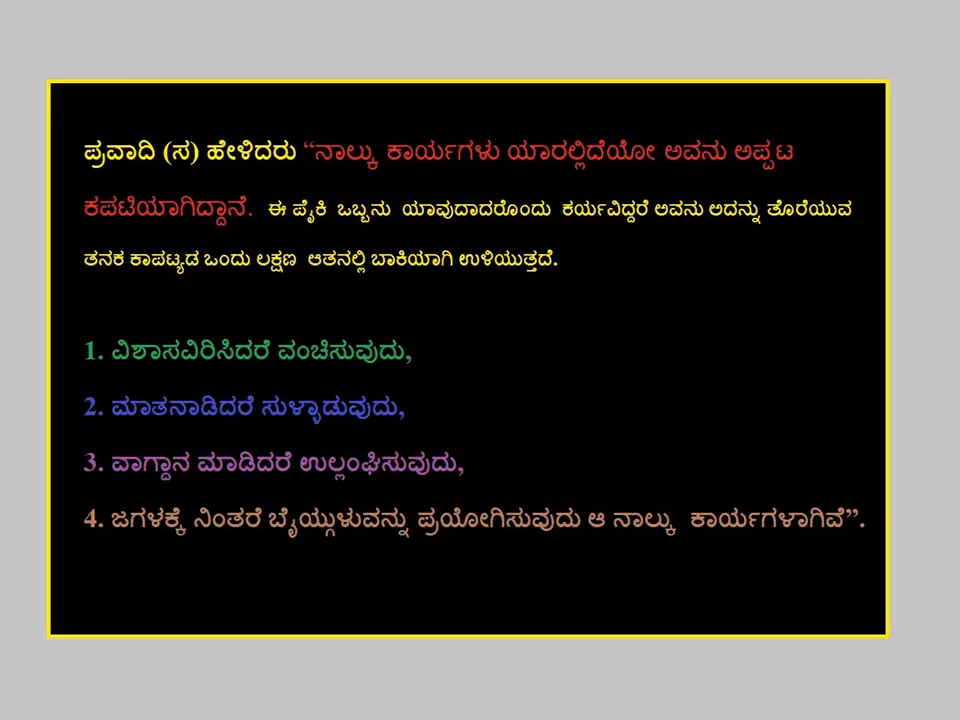 ಪ್ರವಾದಿ (ಸ) ಹೇಳಿದರು “ನಾಲ್ಕು ಕಾರ್ಯಗಳು ಯಾರಲ್ಲಿದೆಯೋ ಅವನು ಅಪ್ಪಟ
ಕಪಟಿಯಾಗಿದ್ದಾನೆ. ಈ ಪೈಕಿ ಒಬ್ಬನು ಯಾವುದಾದರೊಂದು ಕರ್ಯವಿದ್ದರೆ ಅವನು ಅದನ್ನು ತೊರೆಯುವ
ತನಕ ಕಾಪಟ್ಯಡ ಒಂದು ಲಕ್ಷಣ ಆತನಲ್ಲಿ ಬಾಕಿಯಾಗಿ ಉಳಿಯುತ್ತದೆ.
1. ವಿಶಾಸವಿರಿಸಿದರೆ ವಂಚಿಸುವುದು,
2. ಮಾತನಾಡಿದರೆ ಸುಳ್ಳಾಡುವುದು,
3. ವಾಗ್ದಾನ ಮಾಡಿದರೆ ಉಲ್ಲಂಘಿಸುವುದು,
4. ಜಗಳಕ್ಕೆ ನಿಂತರೆ ಬೈಯ್ಗುಳುವನ್ನು ಪ್ರಯೋಗಿಸುವುದು ಆ ನಾಲ್ಕು ಕಾರ್ಯಗಳಾಗಿವೆ”.